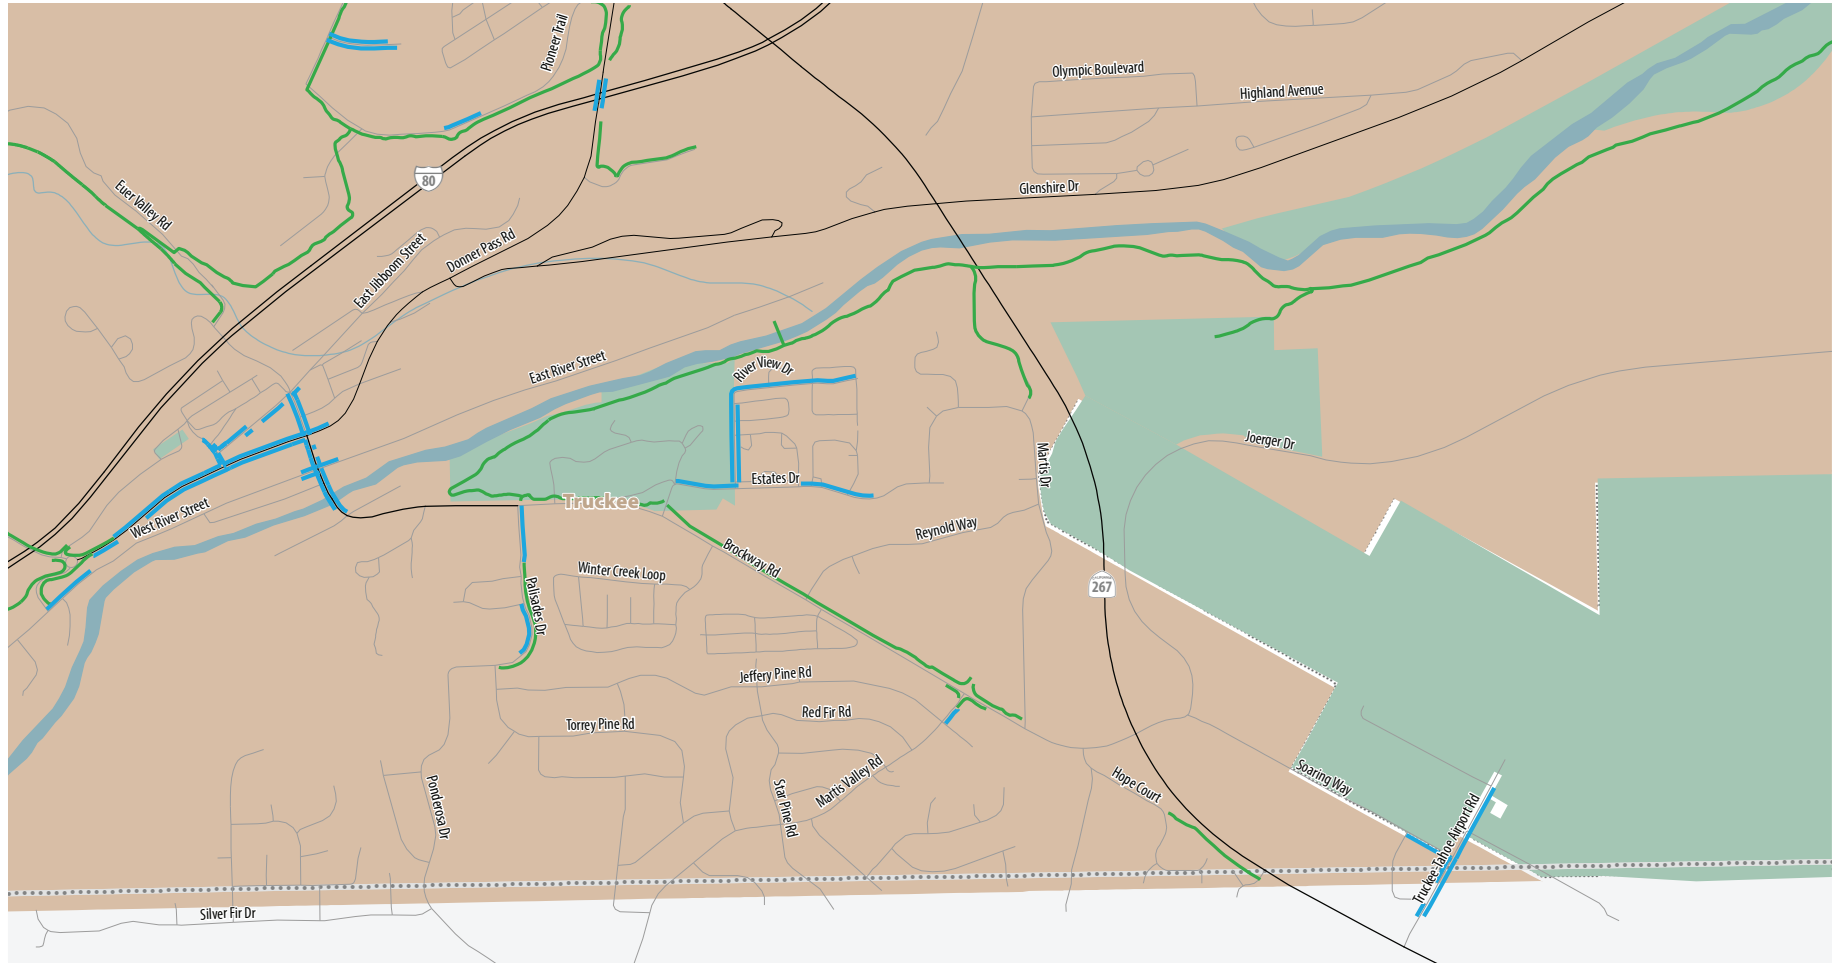 Pioneer Trail
Olympic Boulevard
Highland Avenue
80
Euer Valley Rd
Glenshire Dr
East Jibboom Street
Donner Pass Rd
East River Street
River View Dr
Joerger Dr
Martis Dr
Estates Dr
Truckee
West River Street
Reynold Way
Brockway Rd
Winter Creek Loop
Palisades Dr
CALIFORNIA
267
Jeffery Pine Rd
Red Fir Rd
Torrey Pine Rd
Martis Valley Rd
Star Pine Rd
Ponderosa Dr
Hope Court
Soaring Way
Truckee-Tahoe Airport Rd
Silver Fir Dr